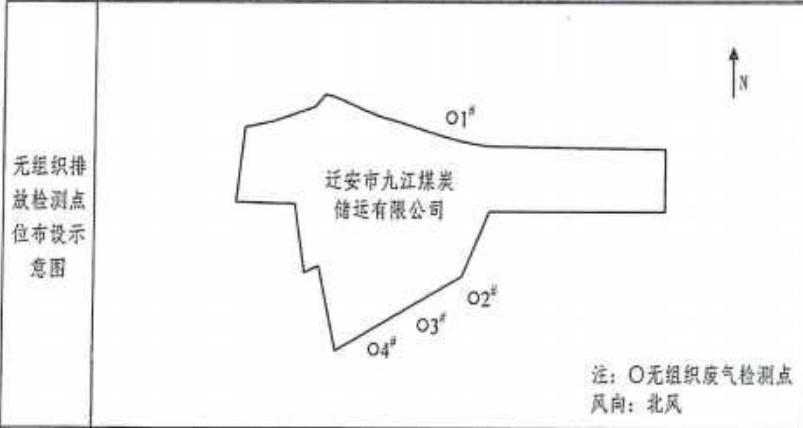 无组织排
放检测点
位布设示
意图
N
O1#
迁安市九江煤炭
储运有限公司
O2#
O3#
O4#
注：O无组织废气检测点
风向：北风